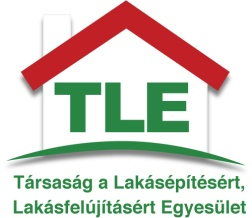 TLE
Társaság a Lakásépítésért,
Lakásfelújításért Egyesület